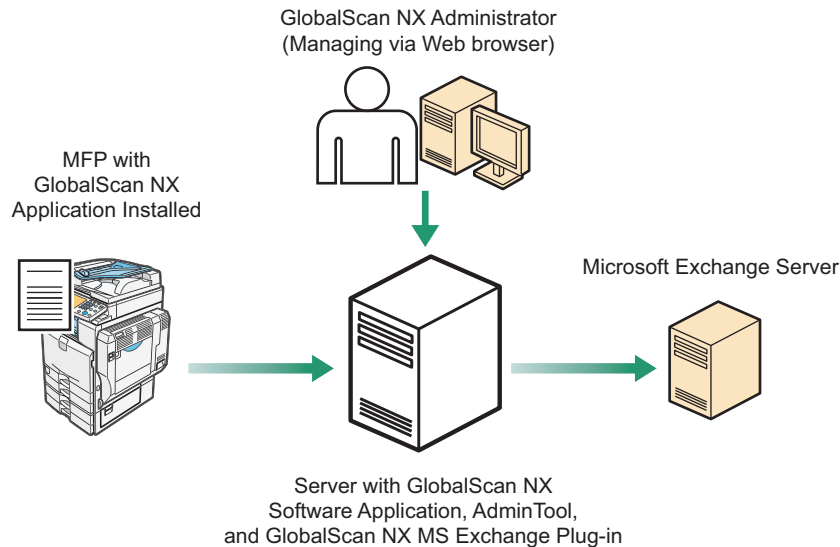 GlobalScan NX Administrator
(Managing via Web browser)
MFP with
GlobalScan NX
Application Installed
Microsoft Exchange Server
Server with GlobalScan NX
Software Application, AdminTool,
and GlobalScan NX MS Exchange Plug-in